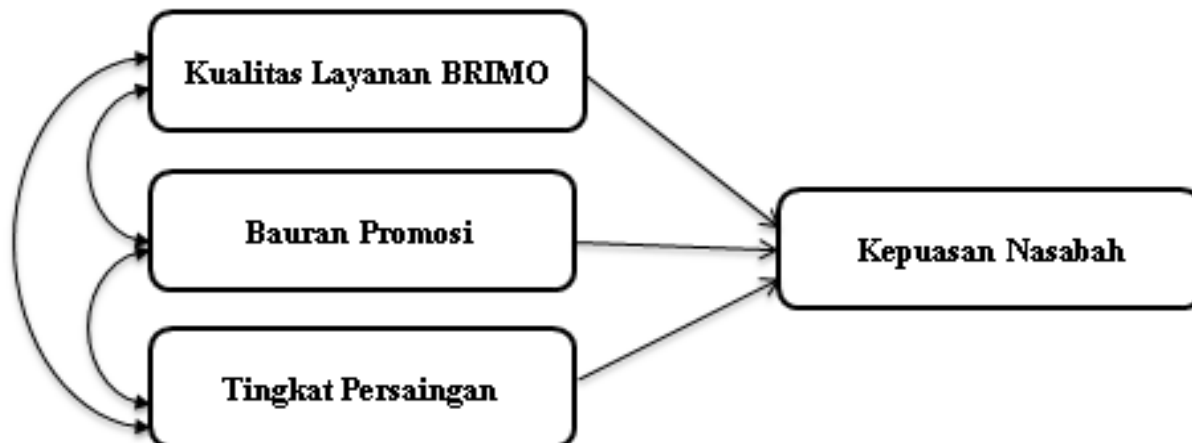 Kualitas Layanan BRIMO
Bauran Promosi
Kepuasan Nasabah
Tingkat Persaingan